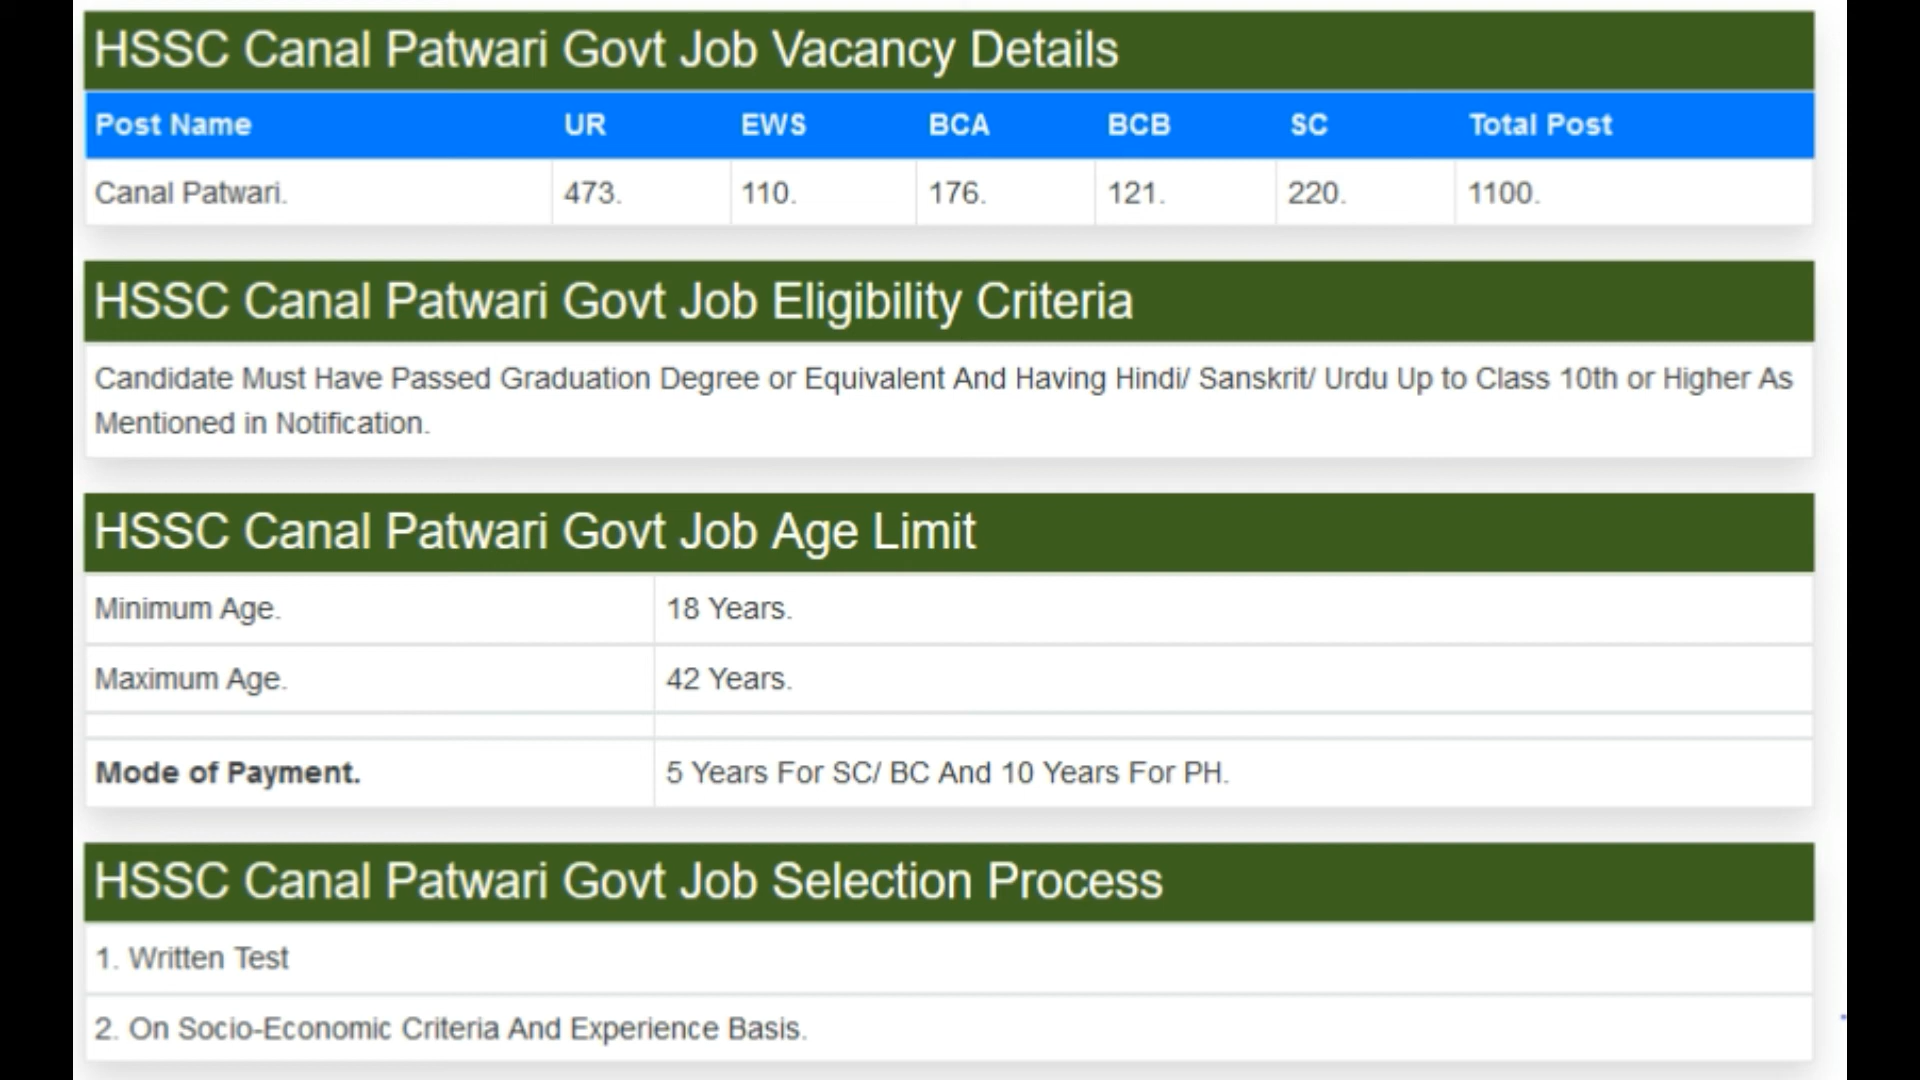 HSSC Canal Patwari Govt Job Vacancy Details
Post Name UR EWS BCA BCB SC Total Post
Canal Patwari. 473. 110. 176. 121. 220. 1100.
HSSC Canal Patwari Govt Job Eligibility Criteria
Candidate Must Have Passed Graduation Degree or Equivalent And Having Hindi/ Sanskrit/ Urdu Up to Class 10th or Higher As
Mentioned in Notification.
HSSC Canal Patwari Govt Job Age Limit
Minimum Age. 18 Years.
Maximum Age. 42 Years.
Mode of Payment. 5 Years For SC/ BC And 10 Years For PH.
HSSC Canal Patwari Govt Job Selection Process
1. Written Test
2. On Socio-Economic Criteria And Experience Basis.